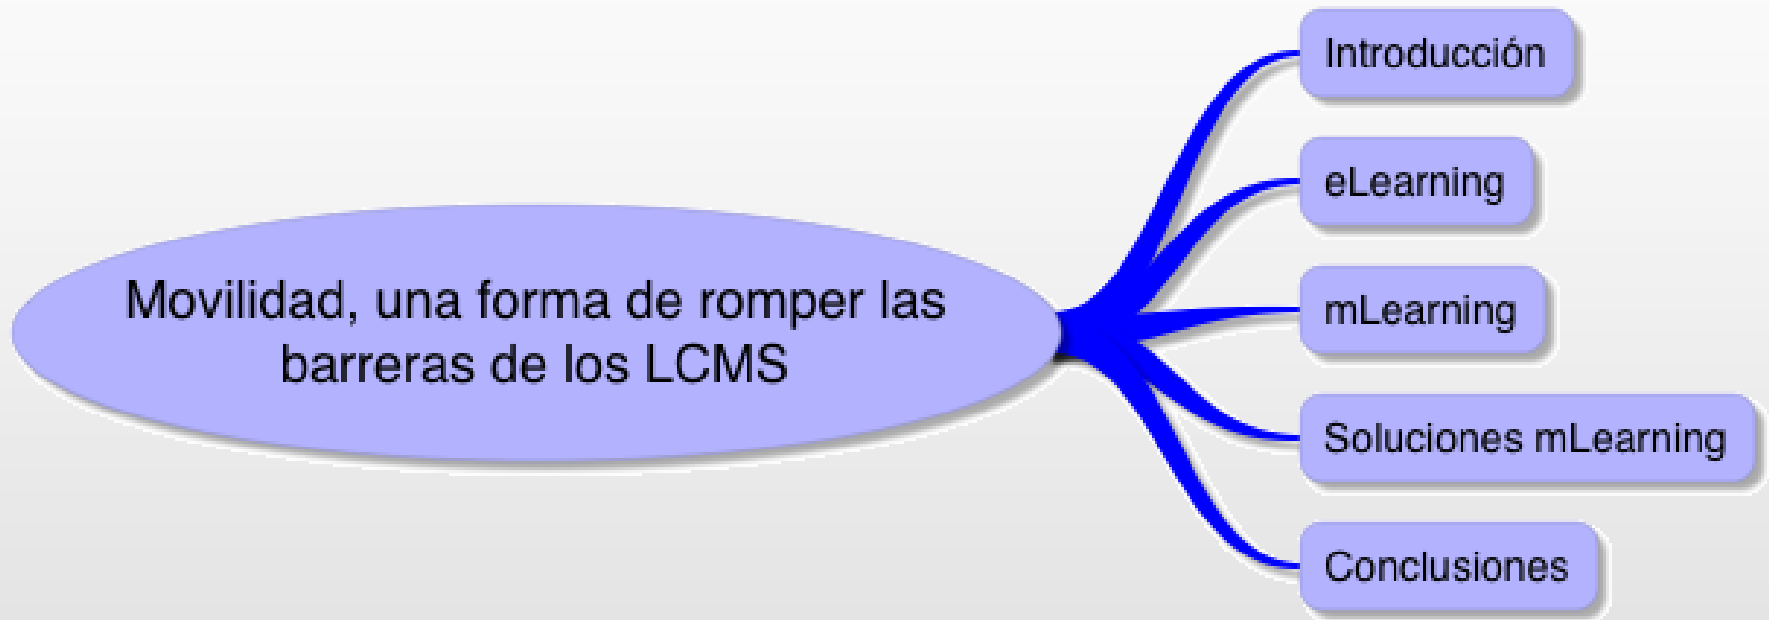 Movilidad, una forma de romper las
barreras de los LCMS
Introducción
eLearning
mLearning
Soluciones mLearning
Conclusiones